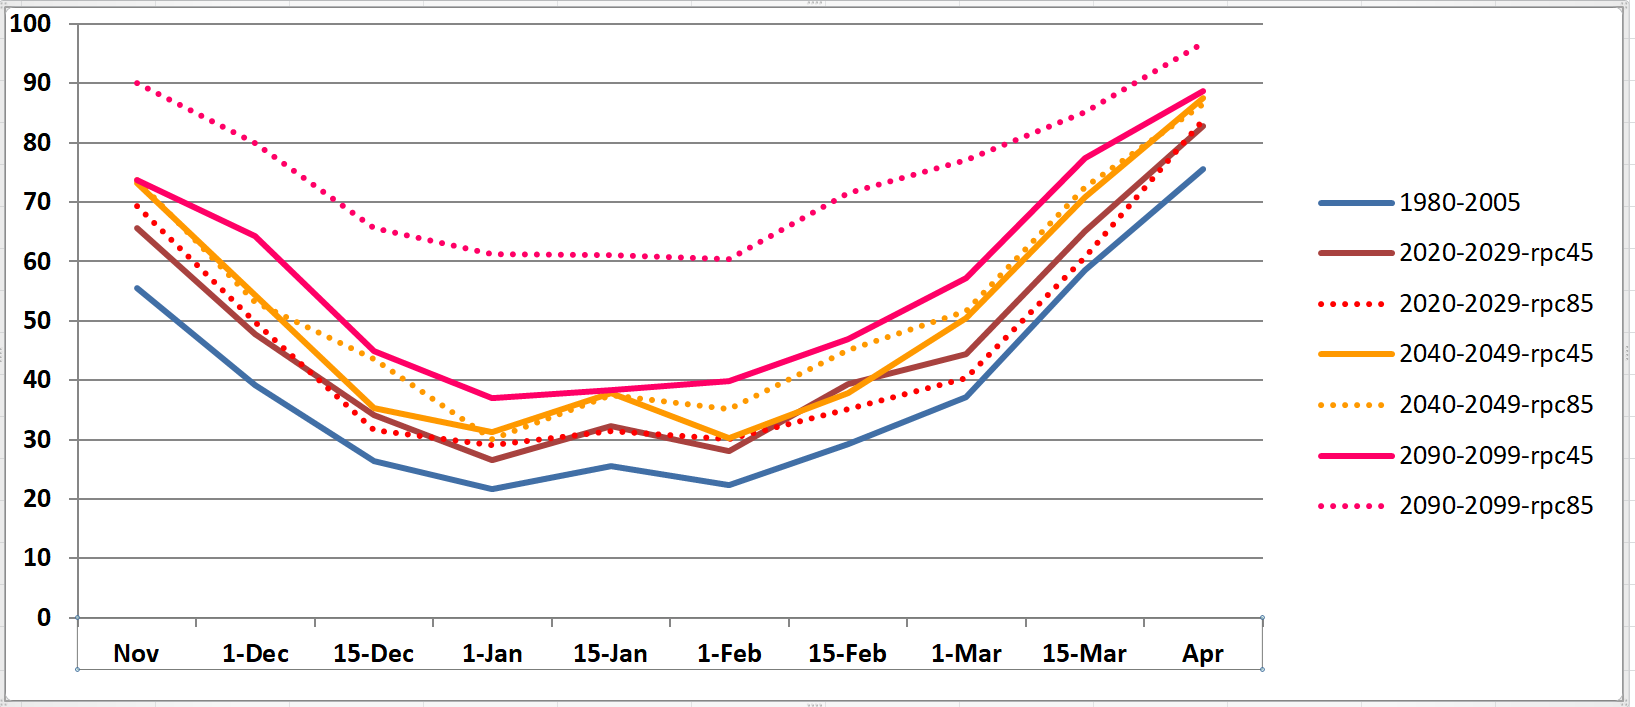 100
90
80
70
60
50
40
30
20
10
0
Nov 1-Dec 15-Dec 1-Jan 15-Jan 1-Feb 15-Feb 1-Mar 15-Mar Apr
1980-2005
2020-2029-rpc45
2020-2029-rpc85
2040-2049-rpc45
2040-2049-rpc85
2090-2099-rpc45
2090-2099-rpc85